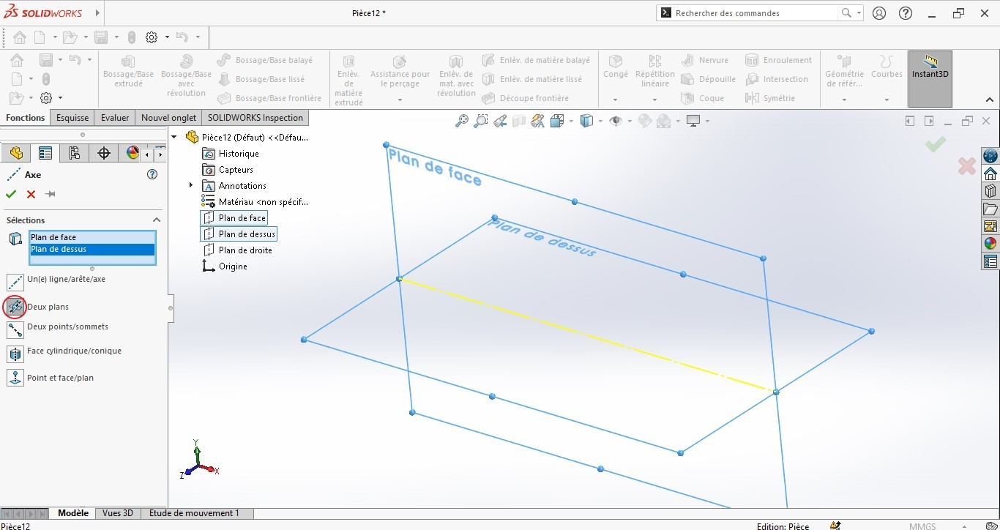 SOLIDWORKS
Pièce12 *
Rechercher des commandes
Bossage/Base
extrudé
Bossage/Base
avec
révolution
Bossage/Base balayé
Bossage/Base lissé
Bossage/Base frontière
Enlèv.
de
matière
extrudé
Assistance pour
le perçage
Enlèv. de
mat. avec
révolution
Enlèv. de matière balayé
Enlèv. de matière lissé
Découpe frontière
Congé
Répétition
linéaire
Nervure
Dépouille
Coque
Enroulement
Intersection
Symétrie
Géométrie
de référ...
Courbes
Instant3D
Fonctions
Esquisse
Evaluer
Nouvel onglet
SOLIDWORKS Inspection
Axe
Sélections
Plan de face
Plan de dessus
Un(e) ligne/arête/axe
Deux plans
Deux points/sommets
Face cylindrique/conique
Point et face/plan
Pièce12 (Défaut) <<Défau...
Historique
Capteurs
A
Annotations
Matériau <non spécif...
Plan de face
Plan de dessus
Plan de droite
Origine
Plan de face
Plan de dessus
Y
X
Z
Modèle
Vues 3D
Etude de mouvement 1
Pièce12
Edition: Pièce
MMGS